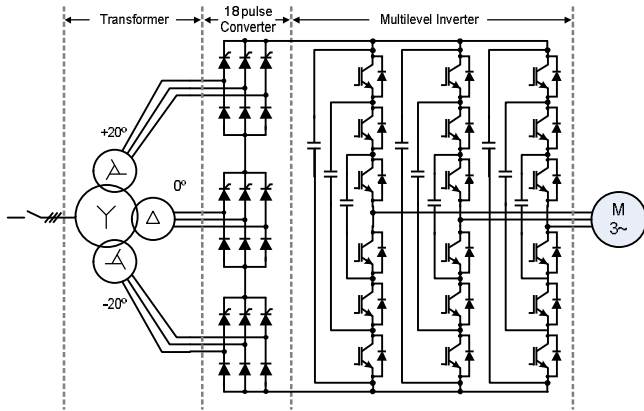 Transformer
18 pulse
Converter
Multilevel Inverter
+20º
0º
-20º
M
3~